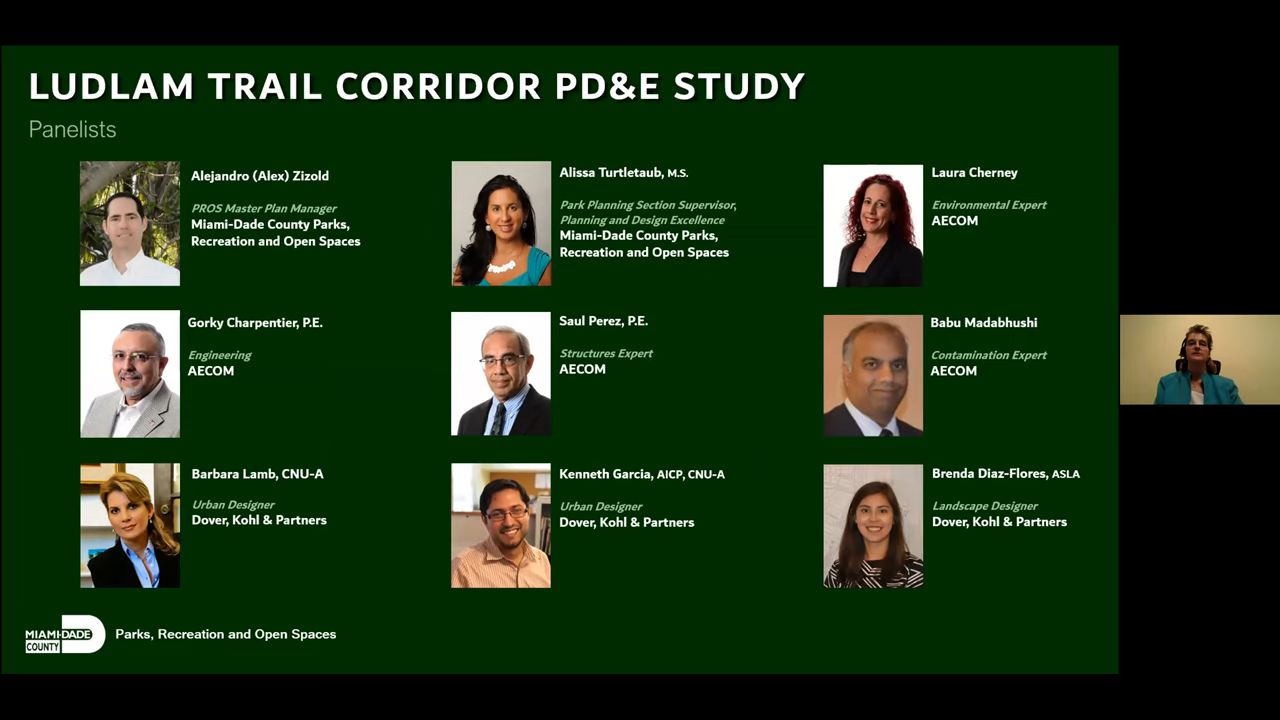 LUDLAM TRAIL CORRIDOR PD&E STUDY
Panelists
Alejandro (Alex) Zizold
PROS Master Plan Manager
Miami-Dade County Parks,
Recreation and Open Spaces
Alissa Turtletaub, M.S.
Park Planning Section Supervisor,
Planning and Design Excellence
Miami-Dade County Parks,
Recreation and Open Spaces
Laura Cherney
Environmental Expert
AECOM
Gorky Charpentier, P.E.
Engineering
AECOM
Saul Perez, P.E.
Structures Expert
AECOM
Babu Madabhushi
Contamination Expert
AECOM
Barbara Lamb, CNU-A
Urban Designer
Dover, Kohl & Partners
Kenneth Garcia, AICP, CNU-A
Urban Designer
Dover, Kohl & Partners
Brenda Diaz-Flores, ASLA
Landscape Designer
Dover, Kohl & Partners
MIAMI-DADE
COUNTY
Parks, Recreation and Open Spaces